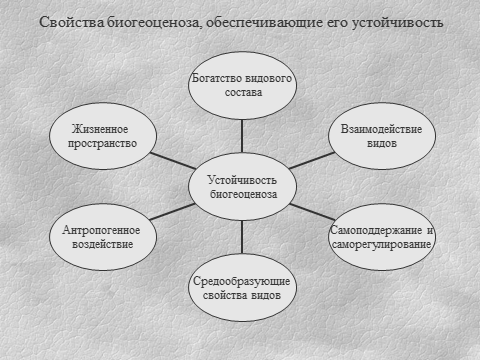 Свойства биогеоценоза, обеспечивающие его устойчивость
Богатство видового
состава
Жизненное
пространство
Взаимодействие
видов
Устойчивость
биогеоценоза
Антропогенное
воздействие
Самоподдержание и
саморегулирование
Средообразующие
свойства видов